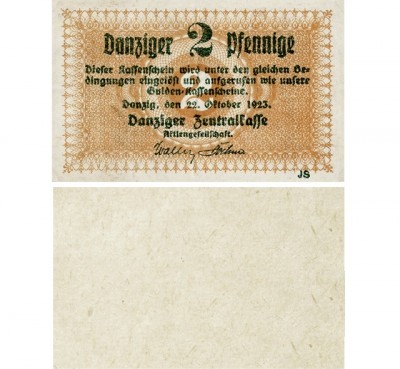 Danziger 2 Pfennige
Dieser Kassenschein wird unter den gleichen Be-
dingungen eingelöst und aufgerufen wie unsere
Gulden-Kassenscheine.
2
Danzig, den 22. Oktober 1923.
Danziger Zentralkasse
Aktiengesellschaft.
JS